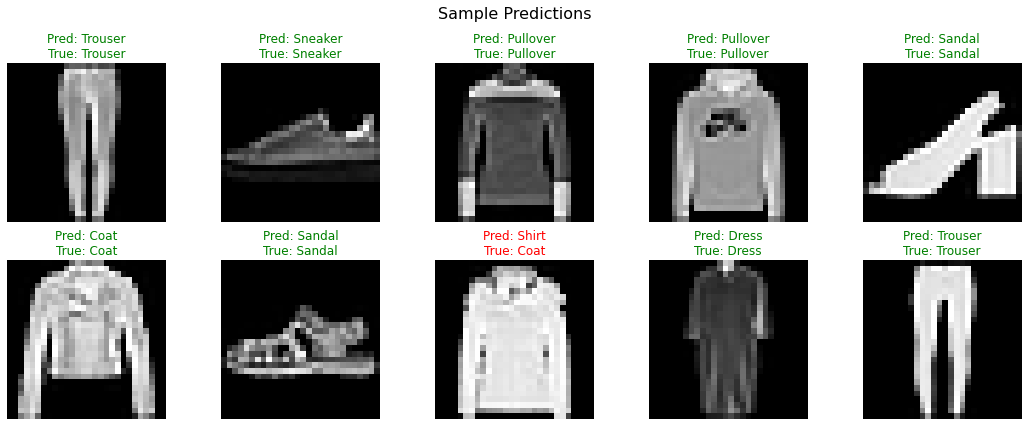 Sample Predictions
Pred: Trouser
True: Trouser
Pred: Sneaker
True: Sneaker
Pred: Pullover
True: Pullover
Pred: Pullover
True: Pullover
Pred: Sandal
True: Sandal
Pred: Coat
True: Coat
Pred: Sandal
True: Sandal
Pred: Shirt
True: Coat
Pred: Dress
True: Dress
Pred: Trouser
True: Trouser